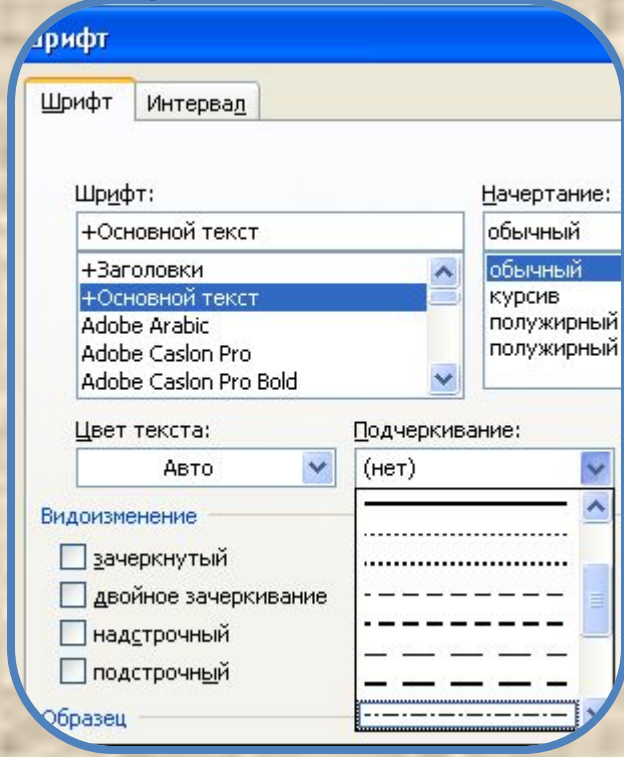 Шрифт
Шрифт Интервал
Шрифт: Начертание:
+Основной текст обычный
+Заголовки обычный
+Основной текст курсив
Adobe Arabic полужирный
Adobe Caslon Pro полужирный
Adobe Caslon Pro Bold
Цвет текста: Подчеркивание:
Авто (нет)
Видоизменение
зачеркнутый
двойное зачеркивание
надстрочный
подстрочный
Образец